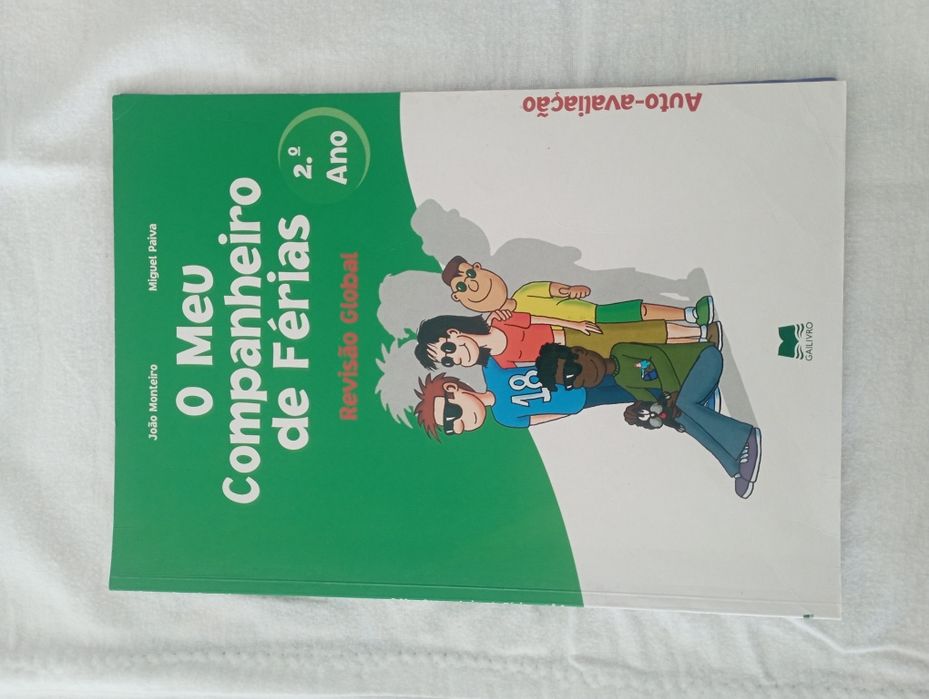 João Monteiro
Miguel Paiva
O Meu
Companheiro
de Férias
2.º
Ano
Revisão Global
18
Auto-avaliação
GAILIVRO